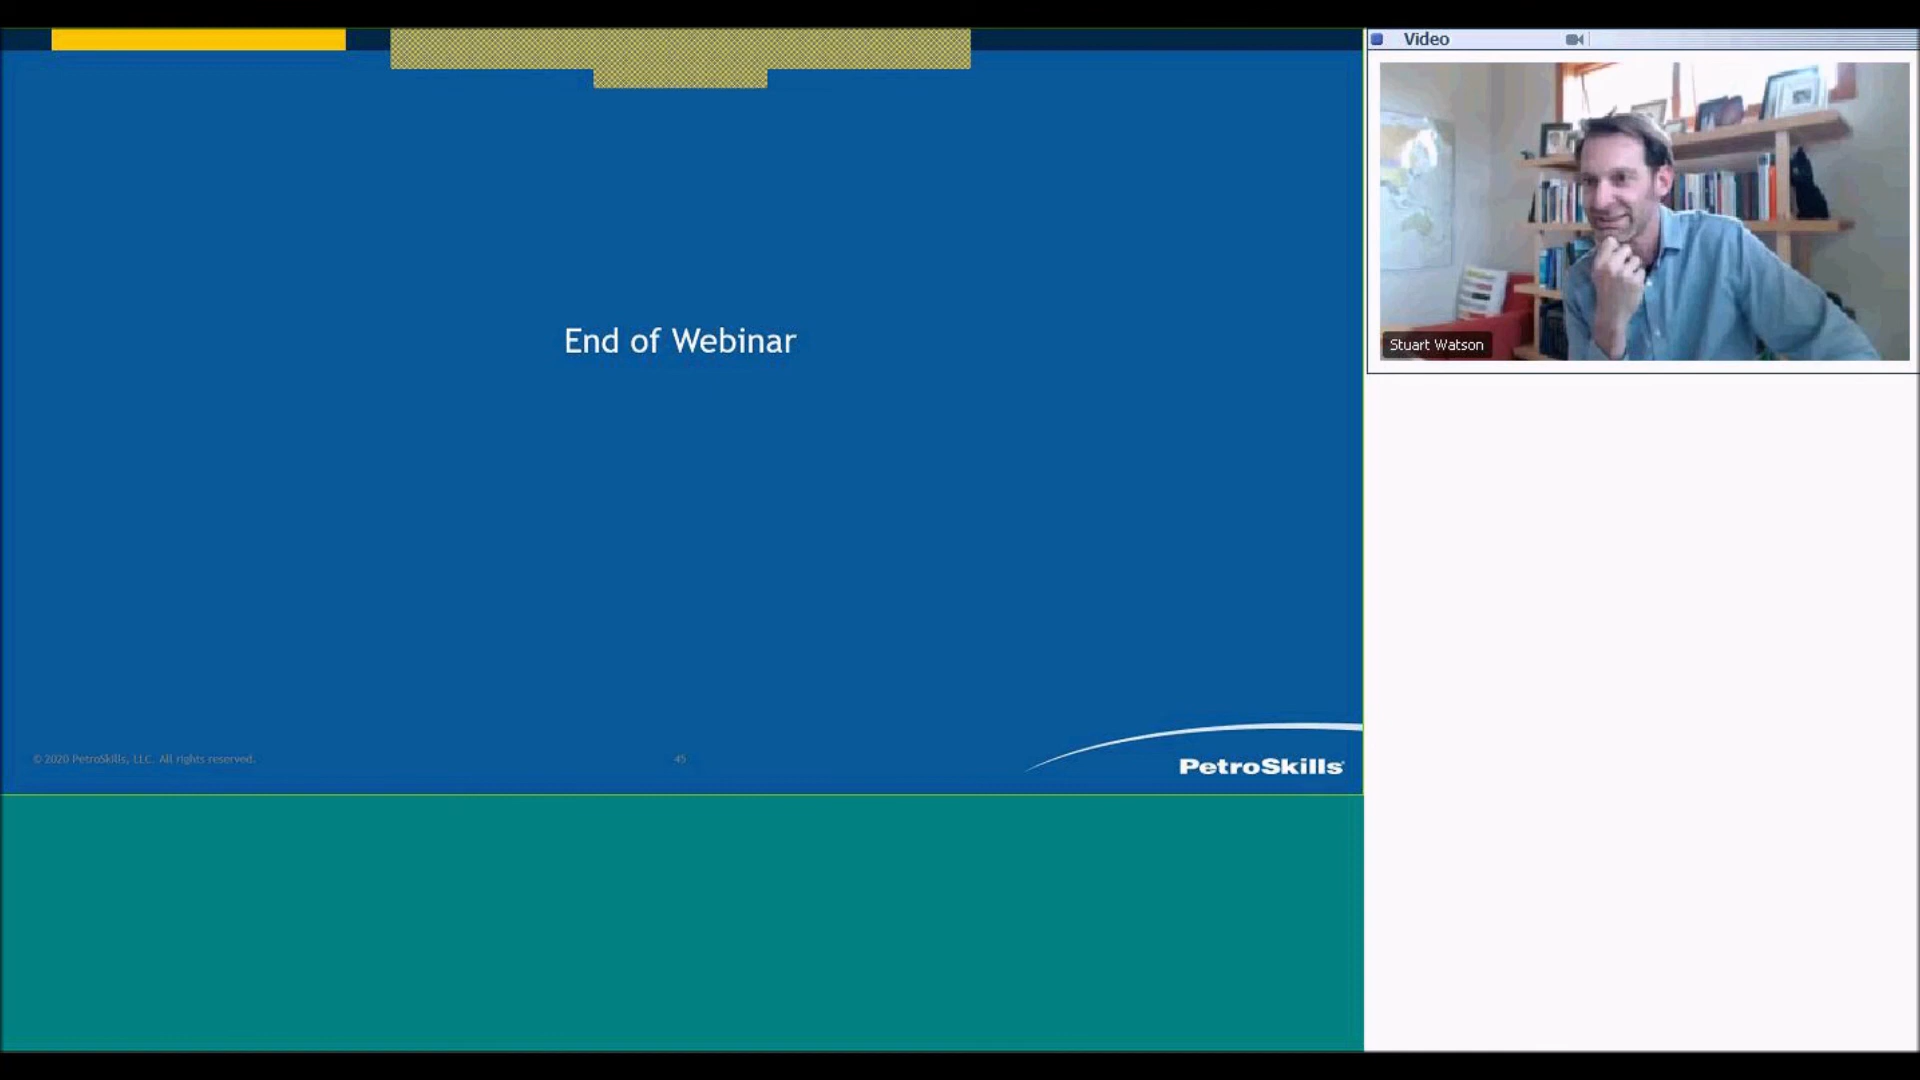 Video
End of Webinar
Stuart Watson
© 2020 PetroSkills, LLC. All rights reserved.
45
PetroSkills